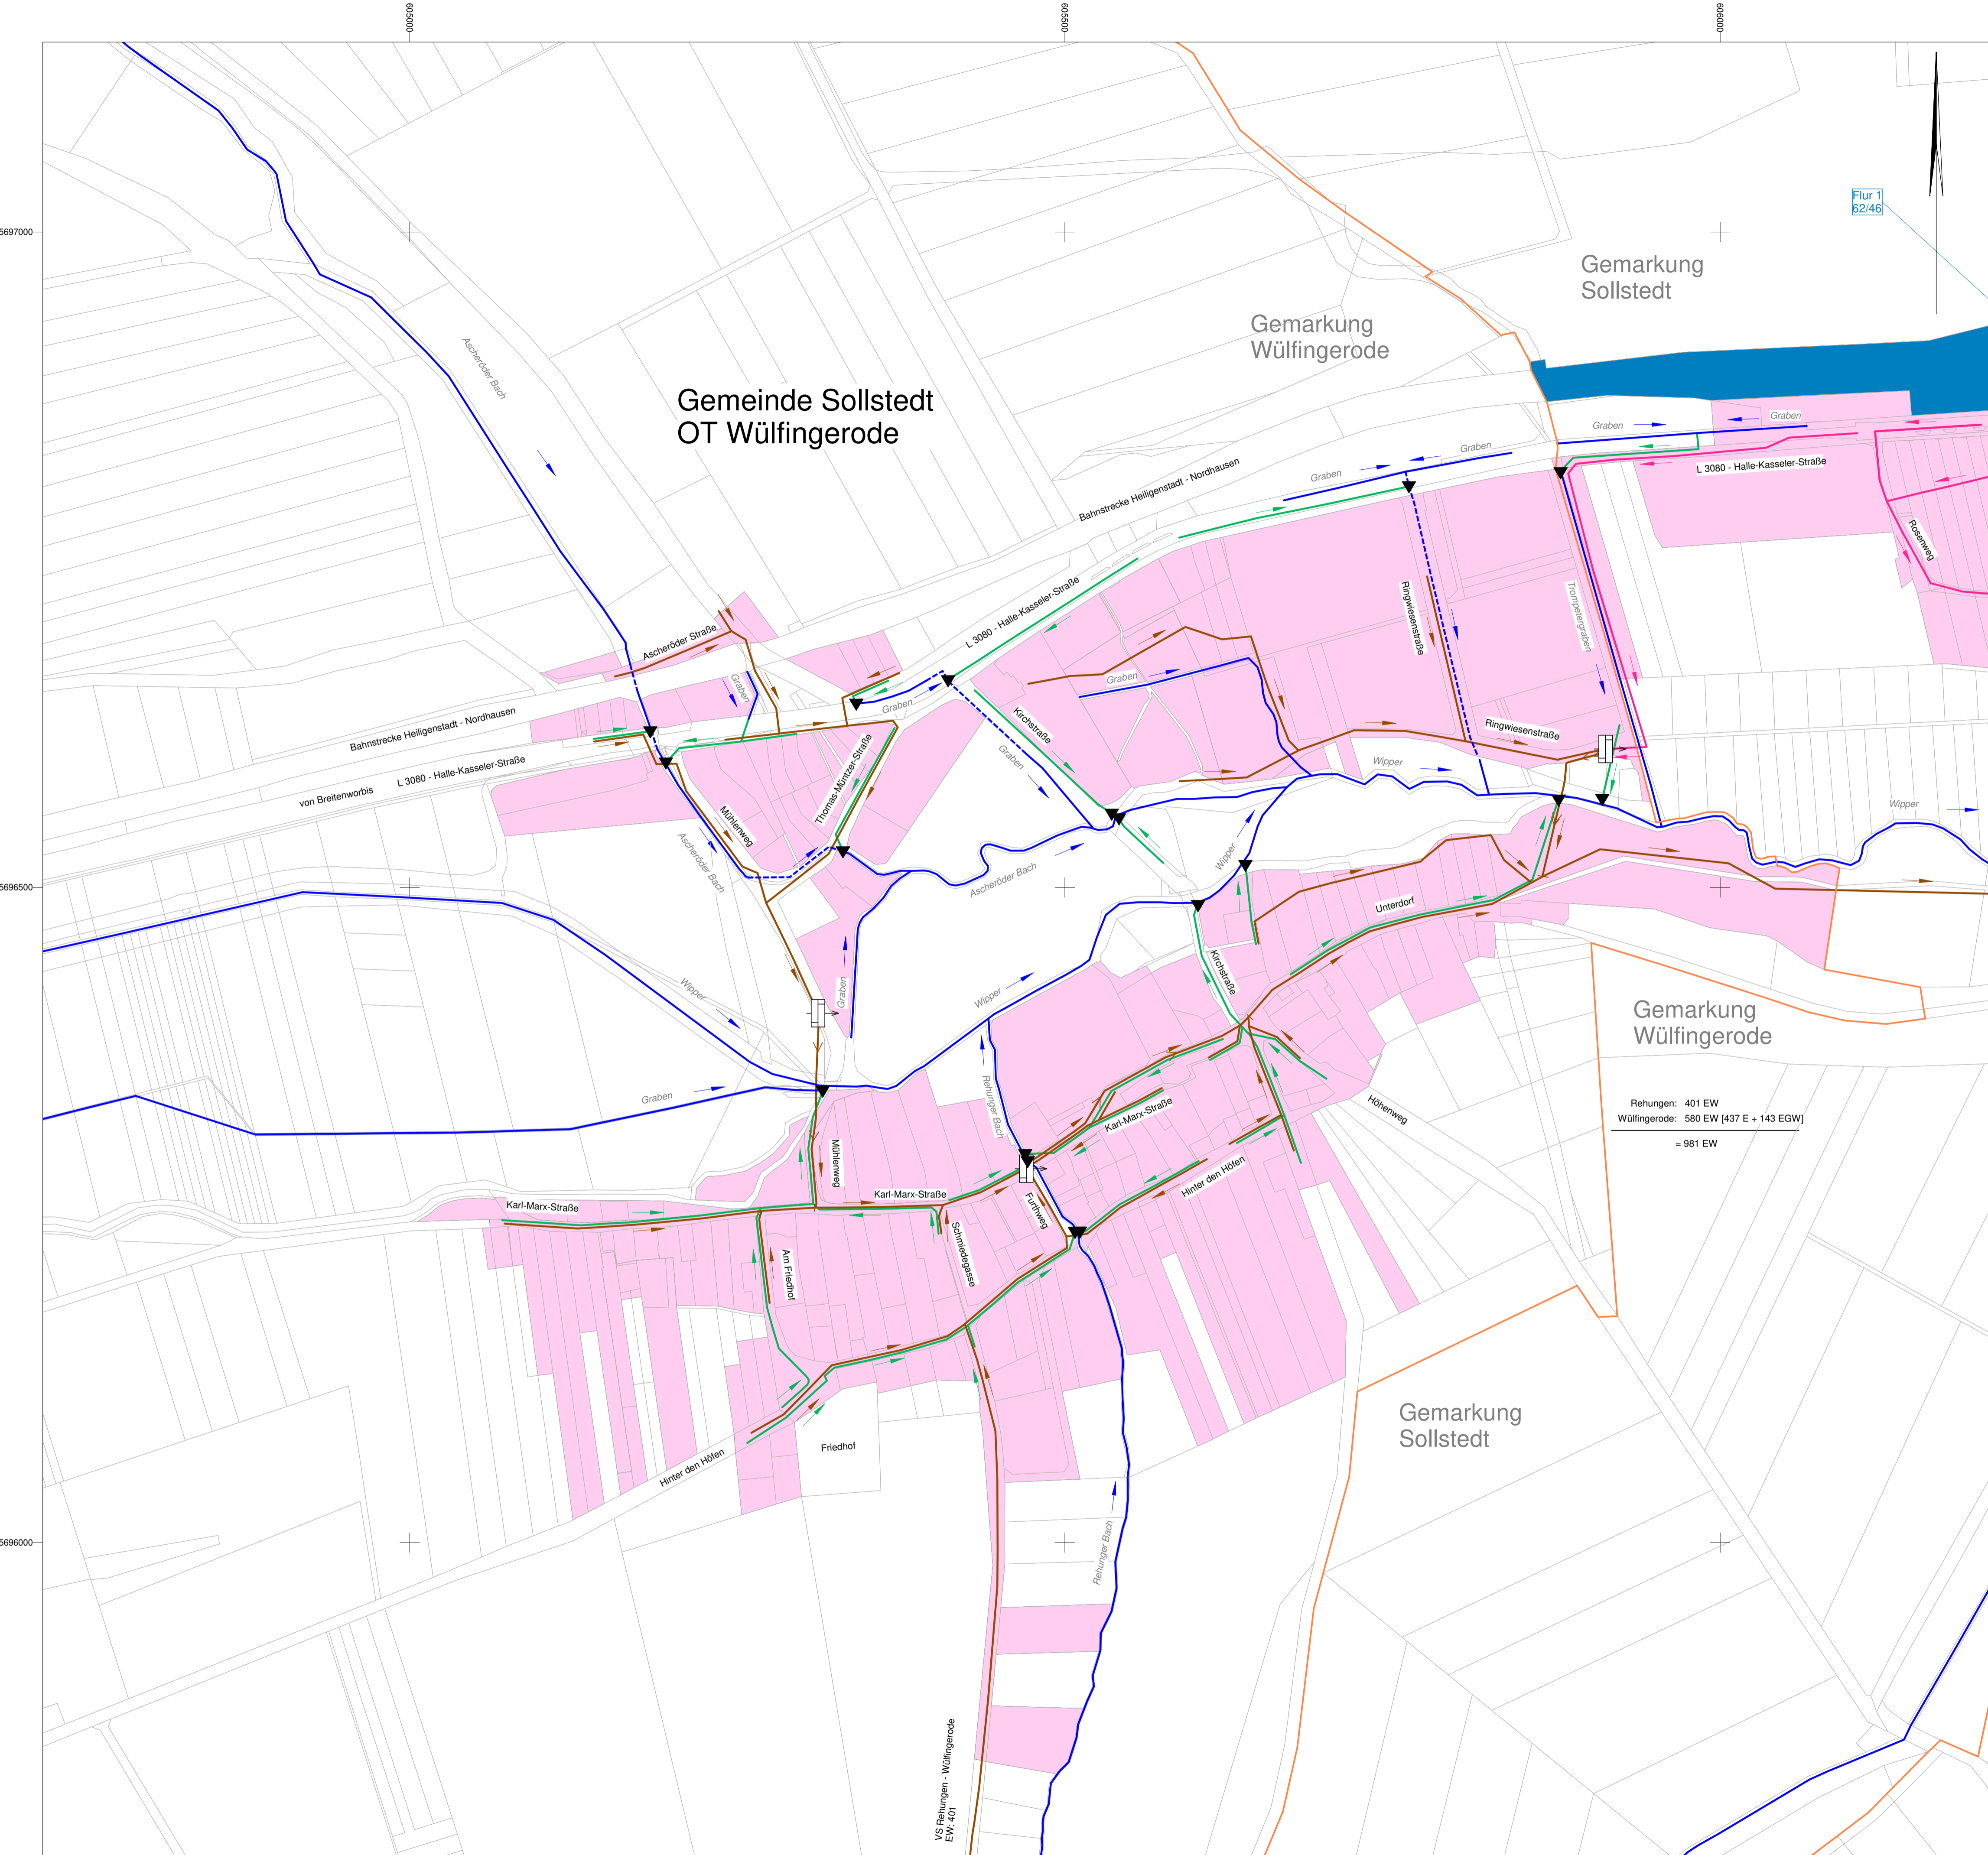 605000
605500
606000
5697000
Flur 1
62/46
Gemarkung
Sollstedt
Gemarkung
Wülfingerode
Ascheröder Bach
Gemeinde Sollstedt
OT Wülfingerode
Graben
Graben
Graben
Graben
L 3080 - Halle-Kasseler-Straße
Bahnstrecke Heiligenstadt - Nordhausen
Rosenweg
L 3080 - Halle-Kasseler-Straße
Ringwiesenstraße
Trompetergraben
Ascheröder Straße
Graben
Graben
Graben
Kirchstraße
Bahnstrecke Heiligenstadt - Nordhausen
Ringwiesenstraße
L 3080 - Halle-Kasseler-Straße
von Breitenworbis
Thomas-Müntzer-Straße
Graben
Wipper
Mühlenweg
Wipper
Ascheröder Bach
Wipper
Ascheröder Bach
5696500
Unterdorf
Kirchstraße
Wipper
Graben
Wipper
Gemarkung
Wülfingerode
Graben
Rehunger Bach
Karl-Marx-Straße
Höhenweg
Rehungen: 401 EW
Wülfingerode: 580 EW [437 E + 143 EGW]
= 981 EW
Mühlenweg
Hinter den Höfen
Karl-Marx-Straße
Karl-Marx-Straße
Furthweg
Schmiedegasse
Am Friedhof
Gemarkung
Sollstedt
Friedhof
Hinter den Höfen
5696000
Rehunger Bach
VS Rehungen - Wülfingerode
EW: 401